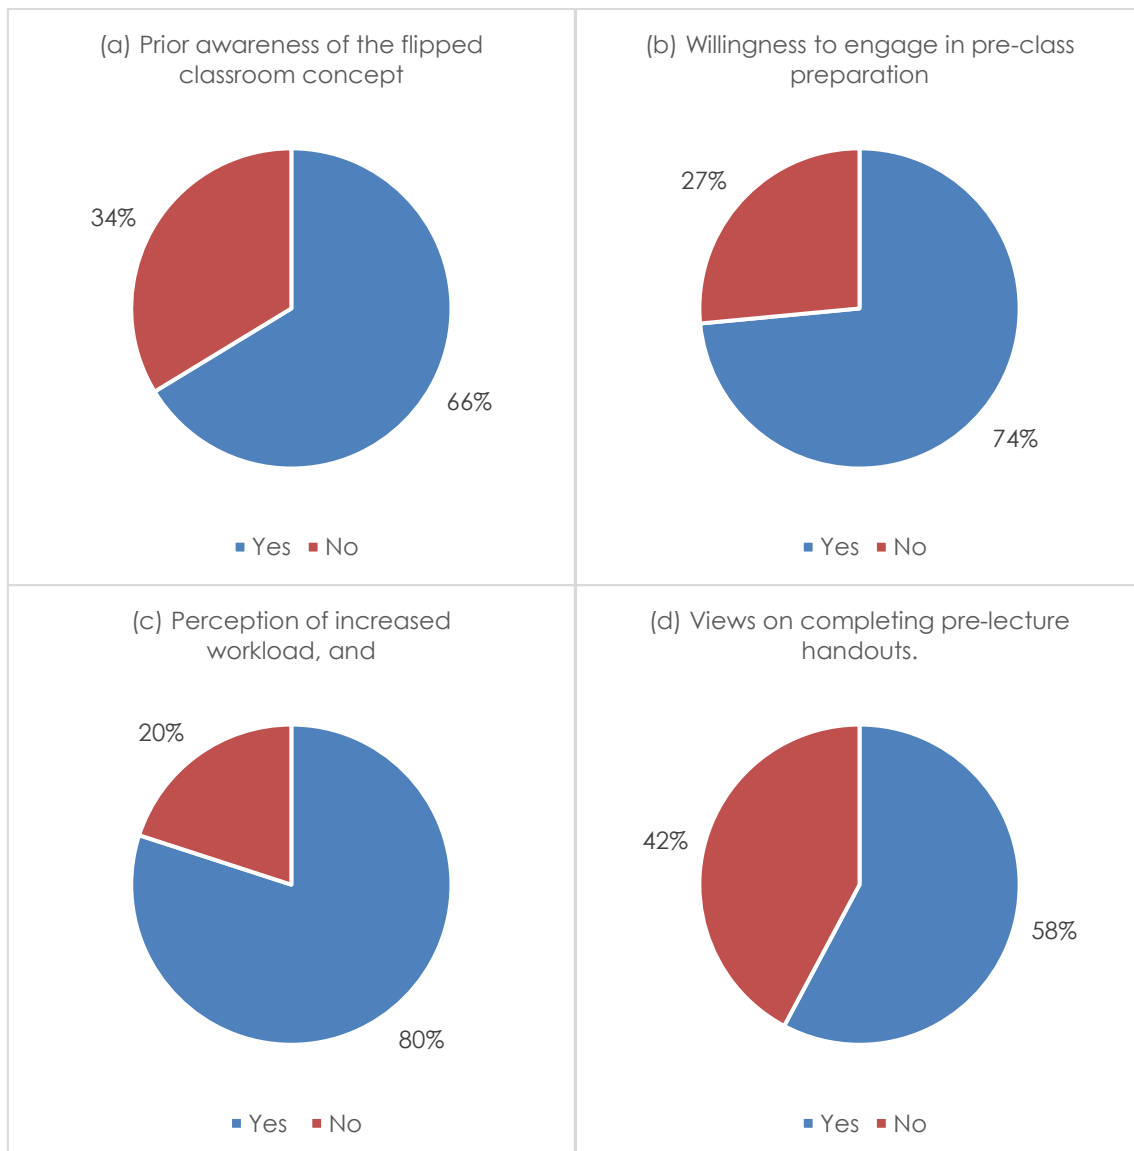 (a) Prior awareness of the flipped
classroom concept
34%
66%
Yes No
(b) Willingness to engage in pre-class
preparation
27%
74%
Yes No
(c) Perception of increased
workload, and
20%
80%
Yes No
(d) Views on completing pre-lecture
handouts.
42%
58%
Yes No